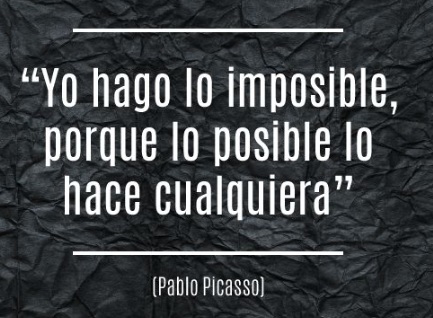 “Yo hago lo imposible,
porque lo posible lo
hace cualquiera”
(Pablo Picasso)